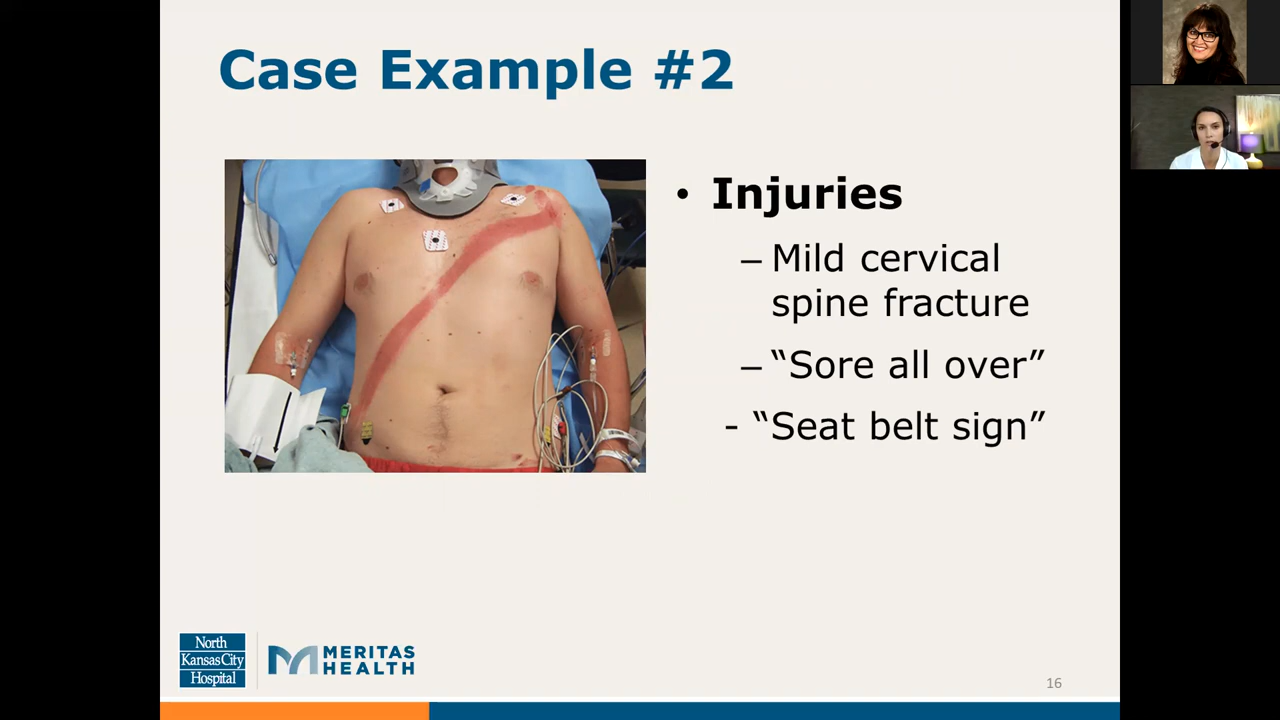 Case Example #2
• Injuries
– Mild cervical
spine fracture
– “Sore all over”
- “Seat belt sign”
North
Kansas City
Hospital
MERITAS
HEALTH
16